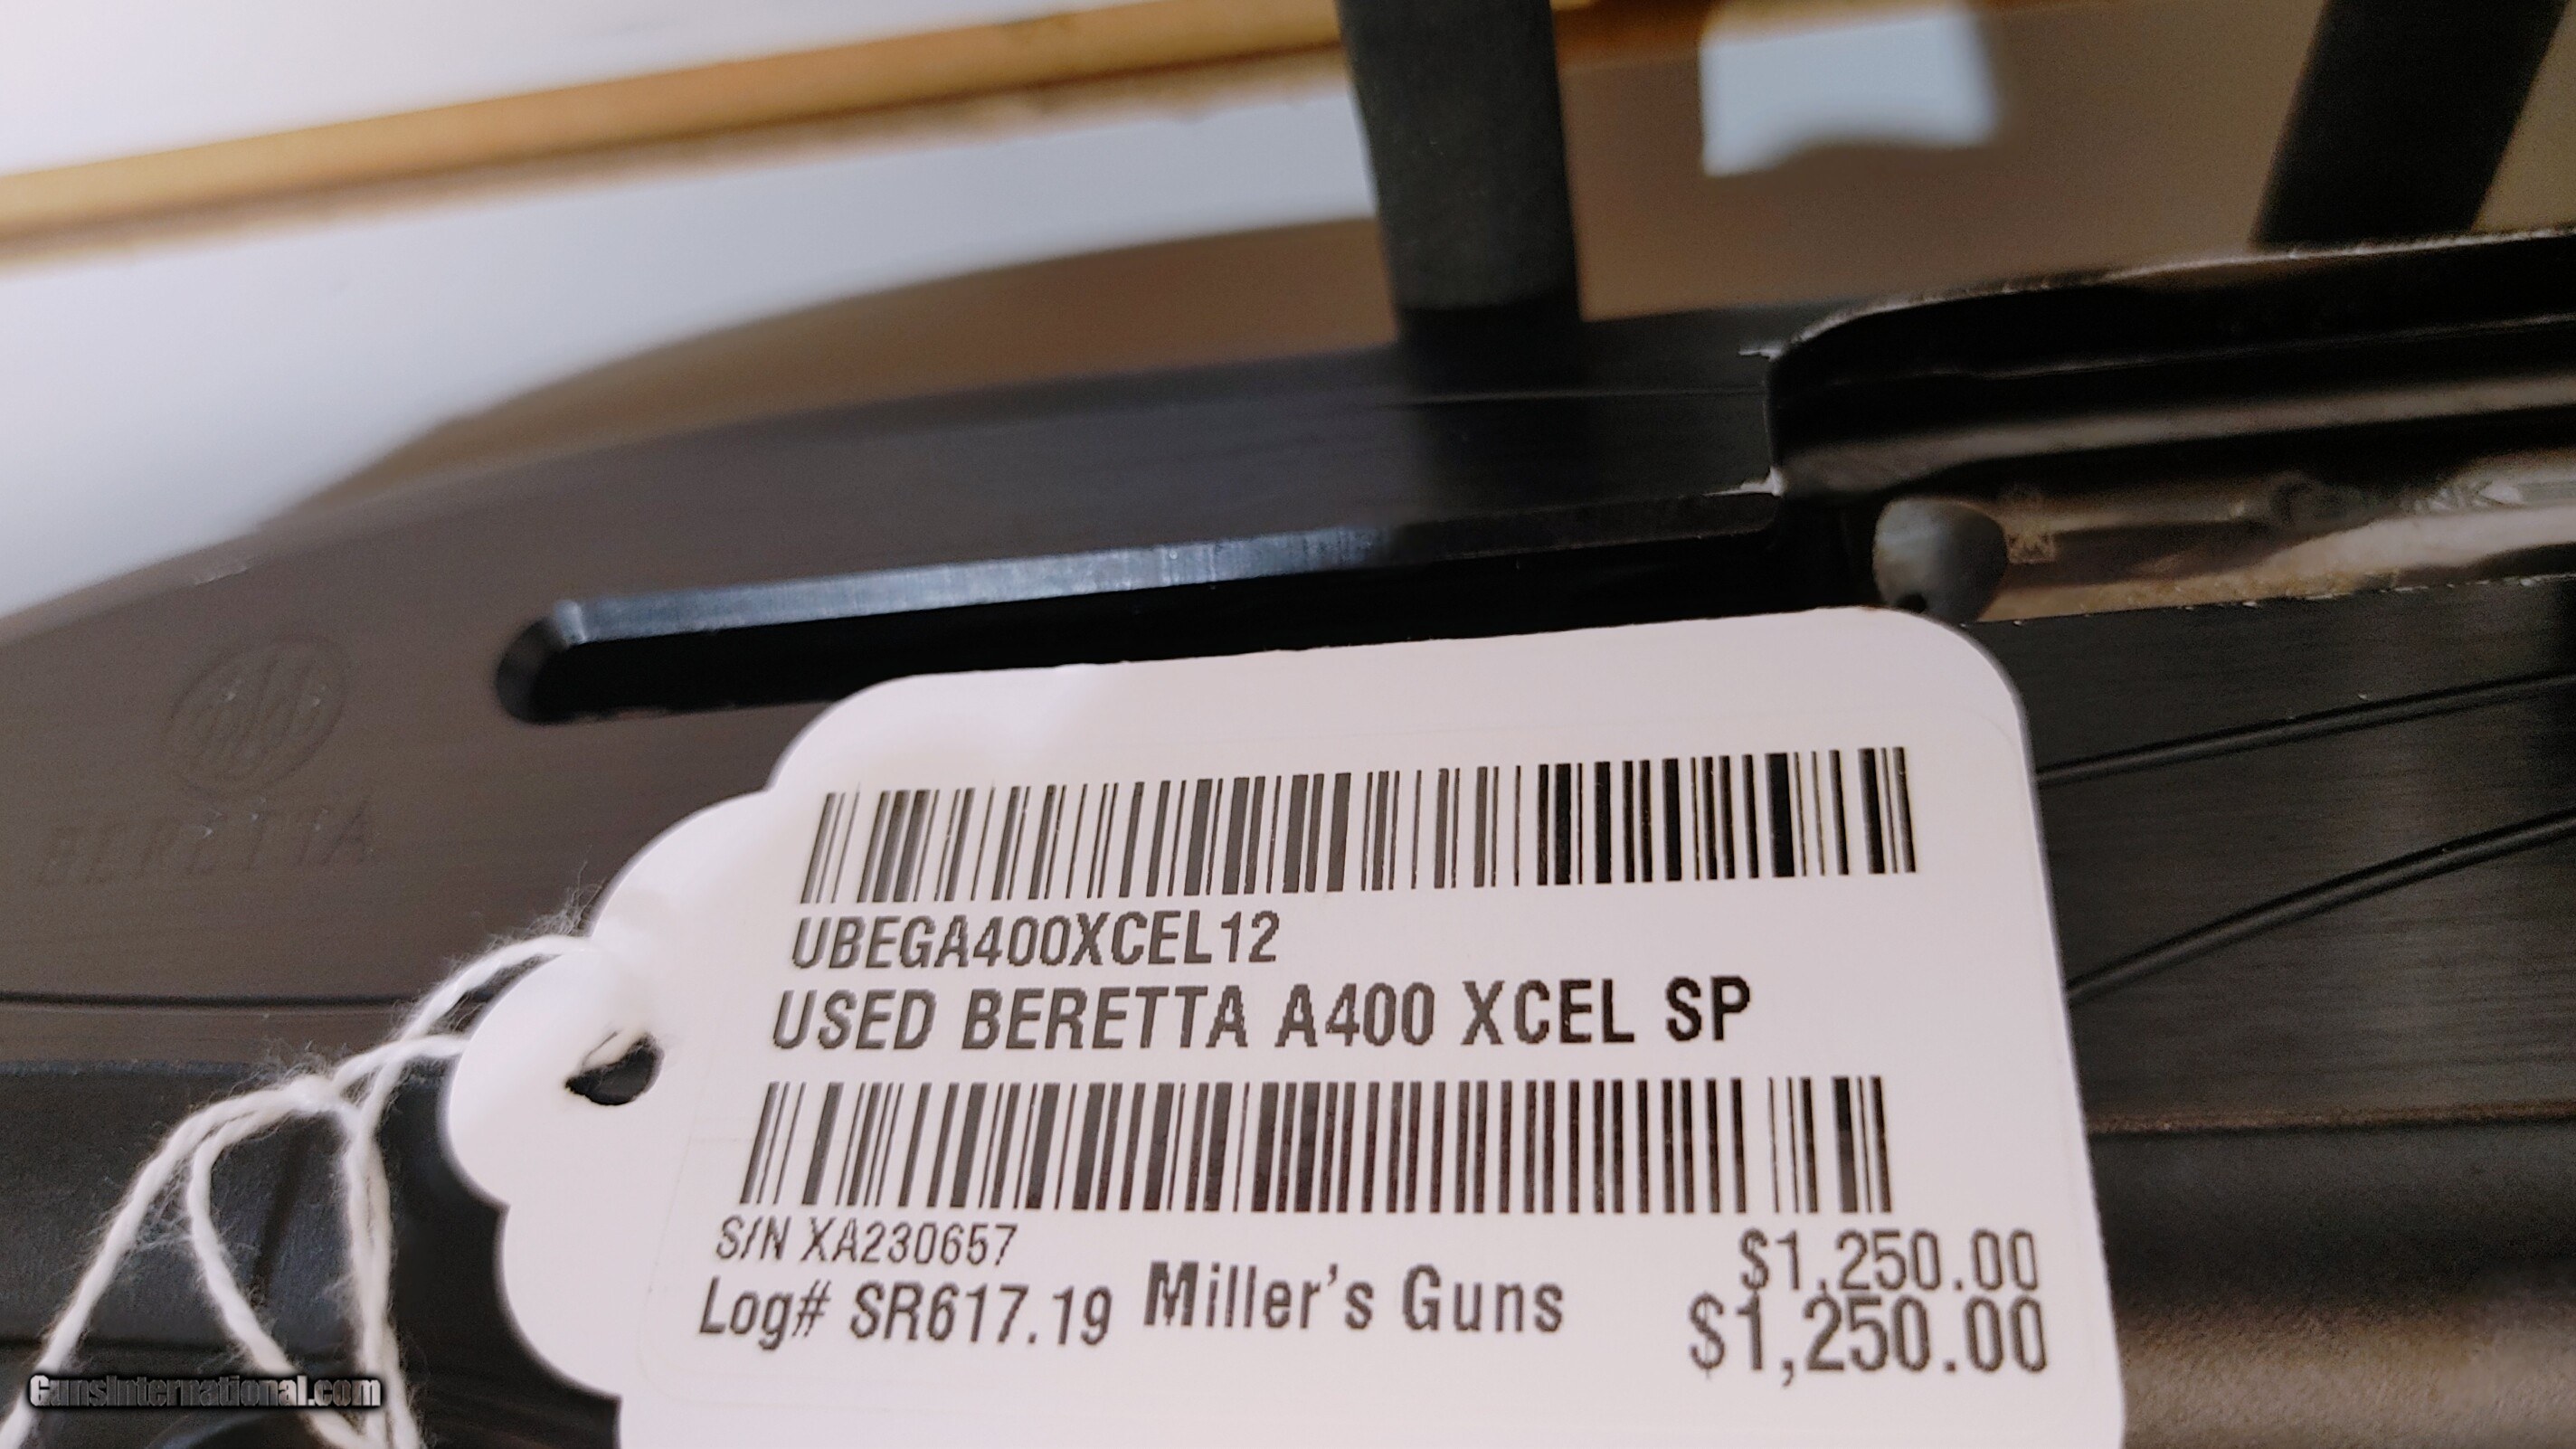 BERETTA
UBEGA400XCEL12
USED BERETTA A400 XCEL SP
S/N XA230657
Log# SR617.19 Miller's Guns
$1,250.00
$1,250.00
GunsInternational.com